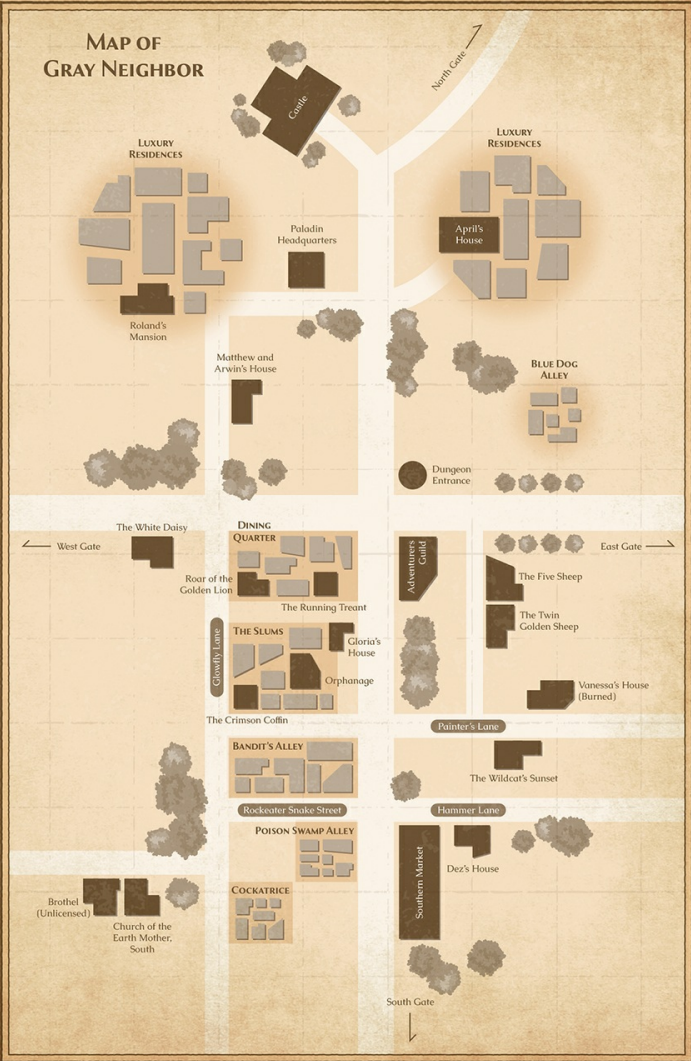 Map of
Gray Neighbor
North Gate
Castle
Luxury
Residences
Luxury
Residences
Paladin
Headquarters
April's
House
Roland's
Mansion
Matthew and
Arwin's House
Blue Dog
Alley
Dungeon
Entrance
West Gate
The White Daisy
Dining
Quarter
Adventurers
Guild
East Gate
Roar of the
Golden Lion
The Five Sheep
The Running Treant
The Twin
Golden Sheep
Glowfly Lane
The Slums
Gloria's
House
Orphanage
Vanessa's House
(Burned)
The Crimson Coffin
Painter's Lane
Bandit's Alley
The Wildcat's Sunset
Rockeater Snake Street
Hammer Lane
Poison Swamp Alley
Southern Market
Dez's House
Cockatrice
Brothel
(Unlicensed)
Church of the
Earth Mother,
South
South Gate